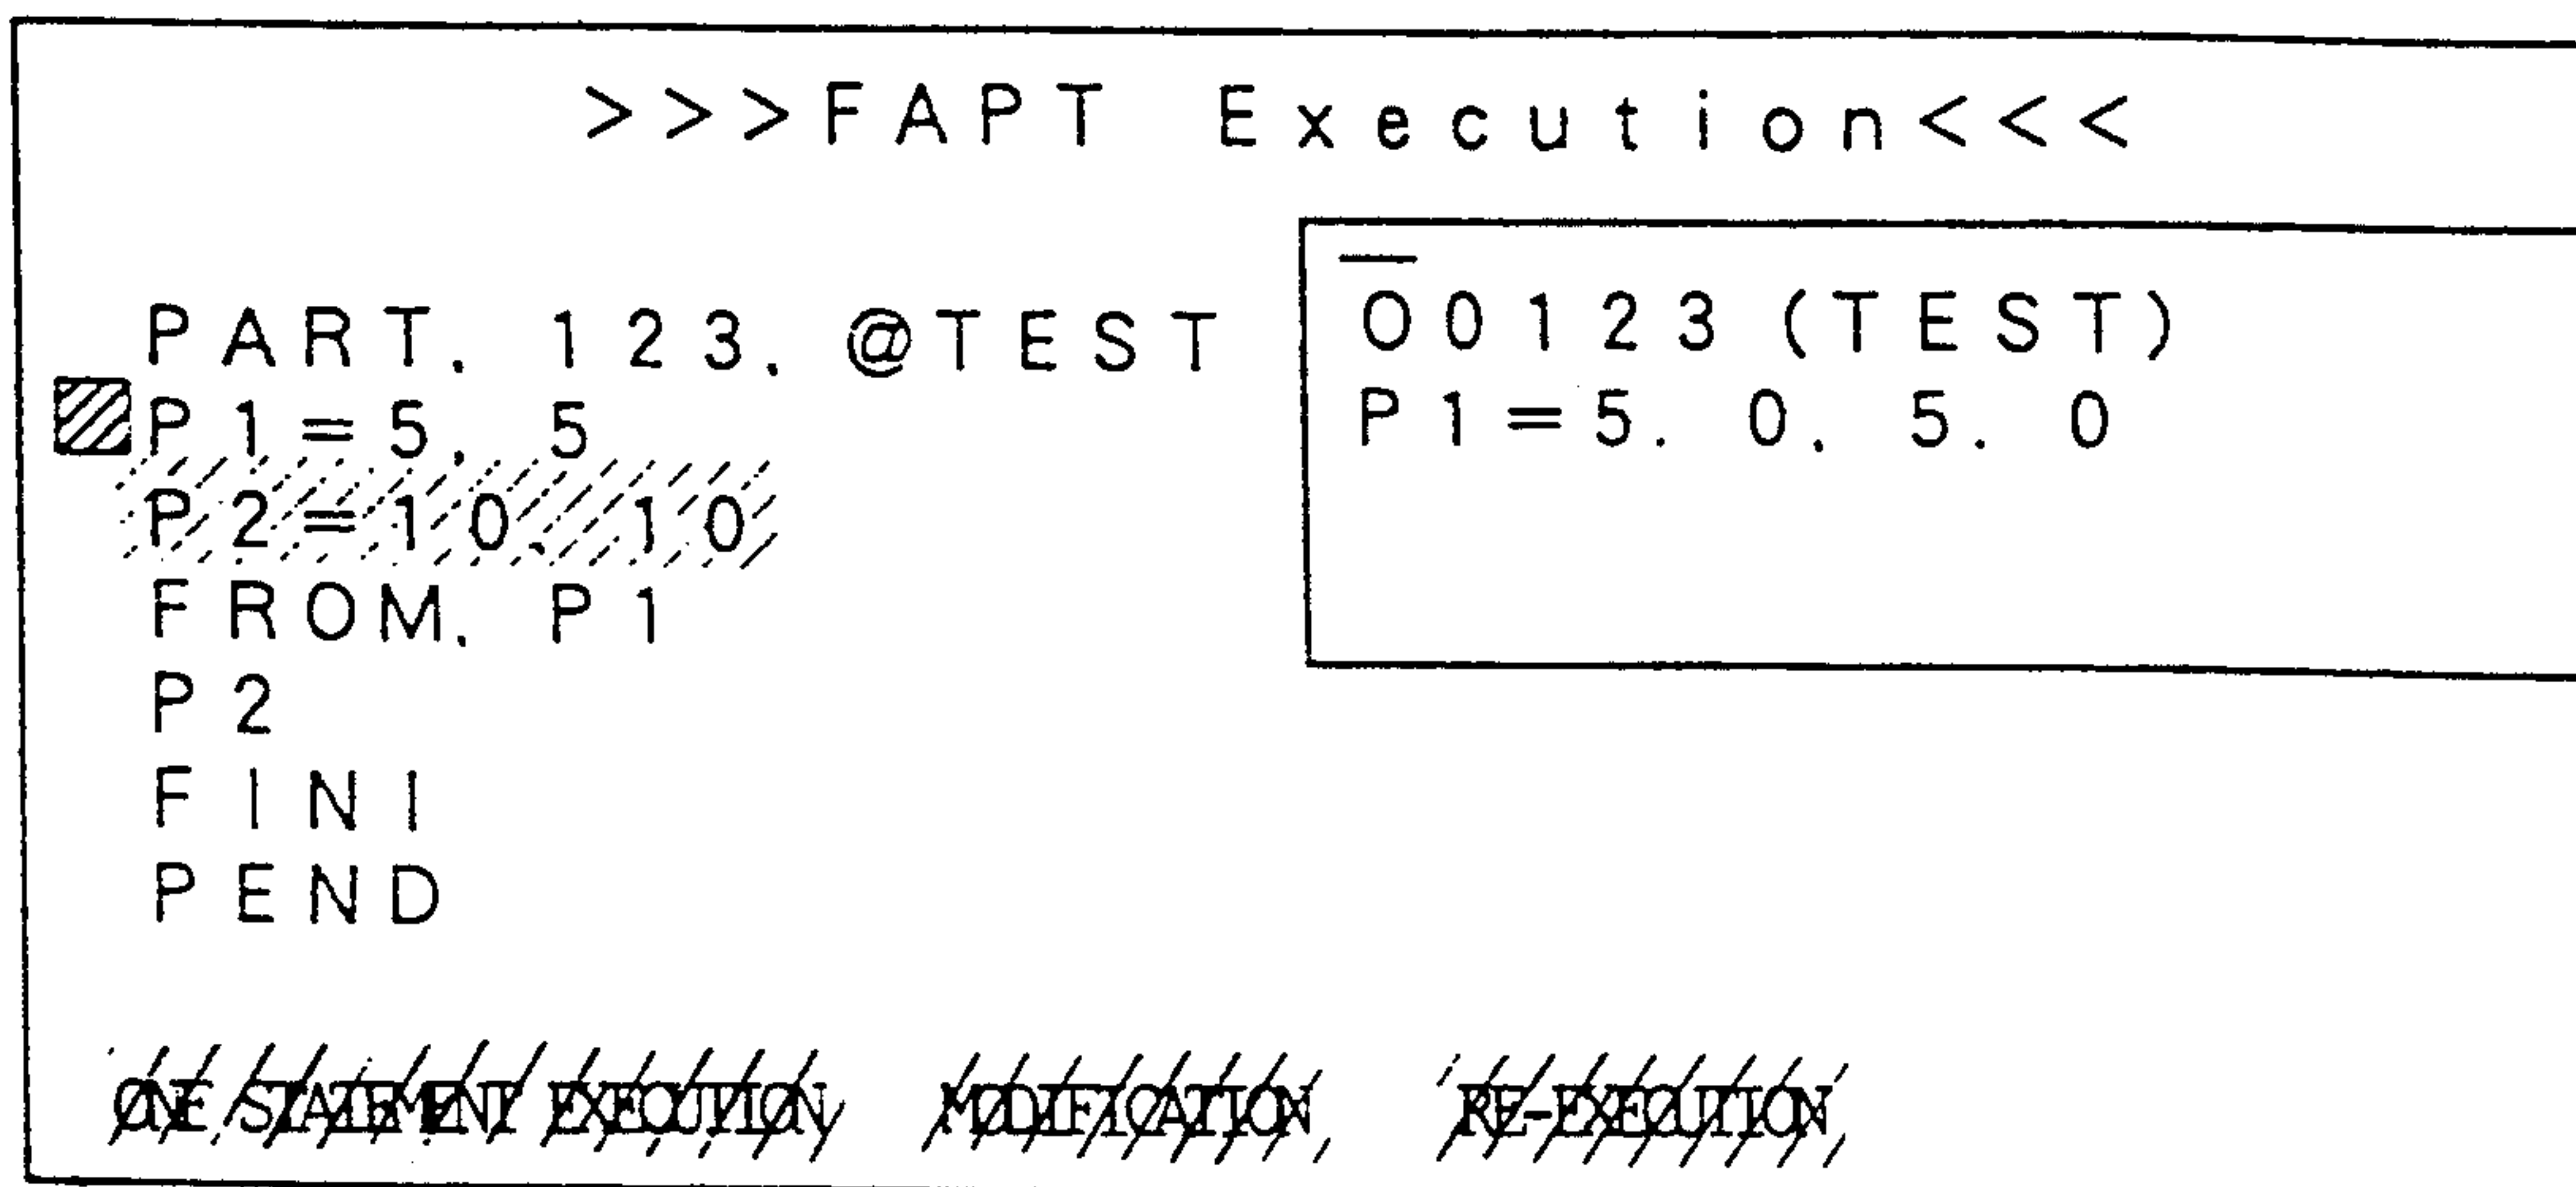 >>>FAPT Execution<<<
PART, 123, @TEST
P1=5, 5
P2=10, 10
FROM, P1
P2
FINI
PEND
O0123(TEST)
P1=5. 0, 5. 0
ONE STATEMENT EXECUTION MODIFICATION RE-EXECUTION